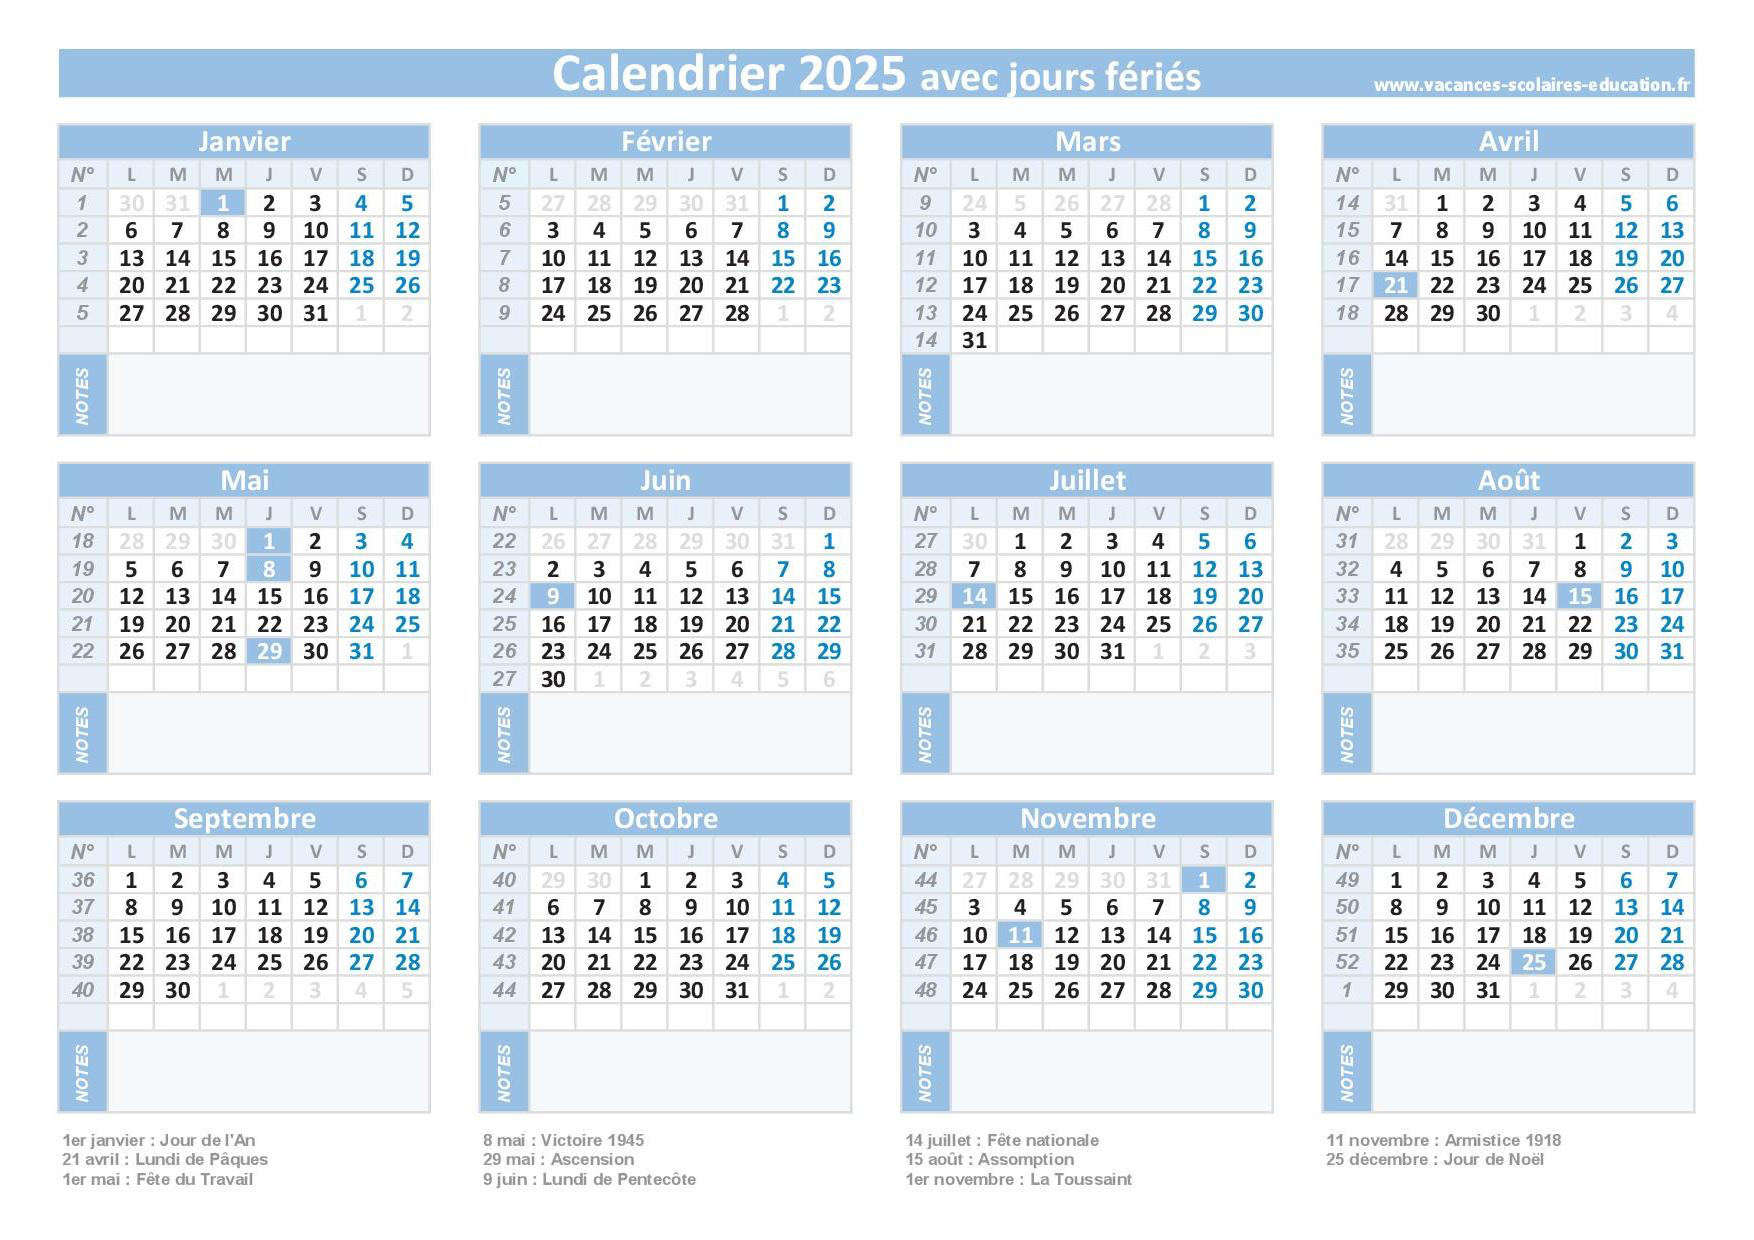 Calendrier 2025 avec jours fériés
www.vacances-scolaires-education.fr
Janvier
N° L M M J V S D
1 30 31 1 2 3 4 5
2 6 7 8 9 10 11 12
3 13 14 15 16 17 18 19
4 20 21 22 23 24 25 26
5 27 28 29 30 31 1 2
NOTES
Février
N° L M M J V S D
5 27 28 29 30 31 1 2
6 3 4 5 6 7 8 9
7 10 11 12 13 14 15 16
8 17 18 19 20 21 22 23
9 24 25 26 27 28 1 2
NOTES
Mars
N° L M M J V S D
9 24 5 26 27 28 1 2
10 3 4 5 6 7 8 9
11 10 11 12 13 14 15 16
12 17 18 19 20 21 22 23
13 24 25 26 27 28 29 30
14 31
NOTES
Avril
N° L M M J V S D
14 31 1 2 3 4 5 6
15 7 8 9 10 11 12 13
16 14 15 16 17 18 19 20
17 21 22 23 24 25 26 27
18 28 29 30 1 2 3 4
NOTES
Mai
N° L M M J V S D
18 28 29 30 1 2 3 4
19 5 6 7 8 9 10 11
20 12 13 14 15 16 17 18
21 19 20 21 22 23 24 25
22 26 27 28 29 30 31 1
NOTES
Juin
N° L M M J V S D
22 26 27 28 29 30 31 1
23 2 3 4 5 6 7 8
24 9 10 11 12 13 14 15
25 16 17 18 19 20 21 22
26 23 24 25 26 27 28 29
27 30 1 2 3 4 5 6
NOTES
Juillet
N° L M M J V S D
27 30 1 2 3 4 5 6
28 7 8 9 10 11 12 13
29 14 15 16 17 18 19 20
30 21 22 23 24 25 26 27
31 28 29 30 31 1 2 3
NOTES
Août
N° L M M J V S D
31 28 29 30 31 1 2 3
32 4 5 6 7 8 9 10
33 11 12 13 14 15 16 17
34 18 19 20 21 22 23 24
35 25 26 27 28 29 30 31
NOTES
Septembre
N° L M M J V S D
36 1 2 3 4 5 6 7
37 8 9 10 11 12 13 14
38 15 16 17 18 19 20 21
39 22 23 24 25 26 27 28
40 29 30 1 2 3 4 5
NOTES
Octobre
N° L M M J V S D
40 29 30 1 2 3 4 5
41 6 7 8 9 10 11 12
42 13 14 15 16 17 18 19
43 20 21 22 23 24 25 26
44 27 28 29 30 31 1 2
NOTES
Novembre
N° L M M J V S D
44 27 28 29 30 31 1 2
45 3 4 5 6 7 8 9
46 10 11 12 13 14 15 16
47 17 18 19 20 21 22 23
48 24 25 26 27 28 29 30
NOTES
Décembre
N° L M M J V S D
49 1 2 3 4 5 6 7
50 8 9 10 11 12 13 14
51 15 16 17 18 19 20 21
52 22 23 24 25 26 27 28
1 29 30 31 1 2 3 4
NOTES
1er janvier : Jour de l'An
21 avril : Lundi de Pâques
1er mai : Fête du Travail
8 mai : Victoire 1945
29 mai : Ascension
9 juin : Lundi de Pentecôte
14 juillet : Fête nationale
15 août : Assomption
1er novembre : La Toussaint
11 novembre : Armistice 1918
25 décembre : Jour de Noël